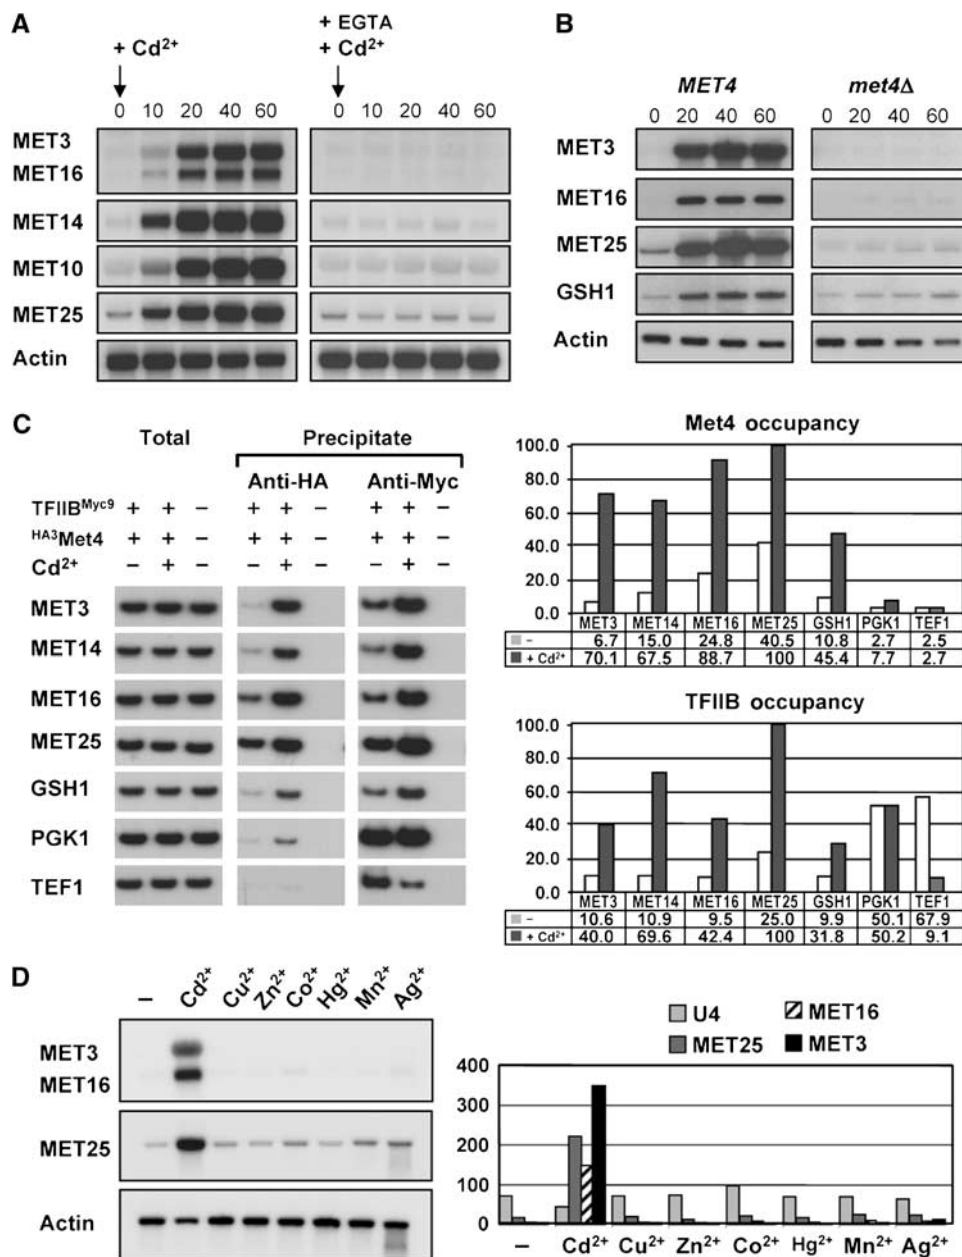 A
+ Cd²⁺
+ EGTA
+ Cd²⁺
0 10 20 40 60 0 10 20 40 60
MET3
MET16
MET14
MET10
MET25
Actin
B
MET4 met4Δ
0 20 40 60 0 20 40 60
MET3
MET16
MET25
GSH1
Actin
C
Total Precipitate
Anti-HA Anti-Myc
TFIIB^Myc9 + + – + + – + + –
^HA3Met4 + + – + + – + + –
Cd²⁺ – + – – + – – + –
MET3
MET14
MET16
MET25
GSH1
PGK1
TEF1
Met4 occupancy
100.0
80.0
60.0
40.0
20.0
0.0
MET3 MET14 MET16 MET25 GSH1 PGK1 TEF1
– 6.7 15.0 24.8 40.5 10.8 2.7 2.5
+ Cd²⁺ 70.1 67.5 88.7 100 45.4 7.7 2.7
TFIIB occupancy
100.0
80.0
60.0
40.0
20.0
0.0
MET3 MET14 MET16 MET25 GSH1 PGK1 TEF1
– 10.6 10.9 9.5 25.0 9.9 50.1 67.9
+ Cd²⁺ 40.0 69.6 42.4 100 31.8 50.2 9.1
D
– Cd²⁺ Cu²⁺ Zn²⁺ Co²⁺ Hg²⁺ Mn²⁺ Ag²⁺
MET3
MET16
MET25
Actin
U4 MET16
MET25 MET3
400
300
200
100
0
– Cd²⁺ Cu²⁺ Zn²⁺ Co²⁺ Hg²⁺ Mn²⁺ Ag²⁺